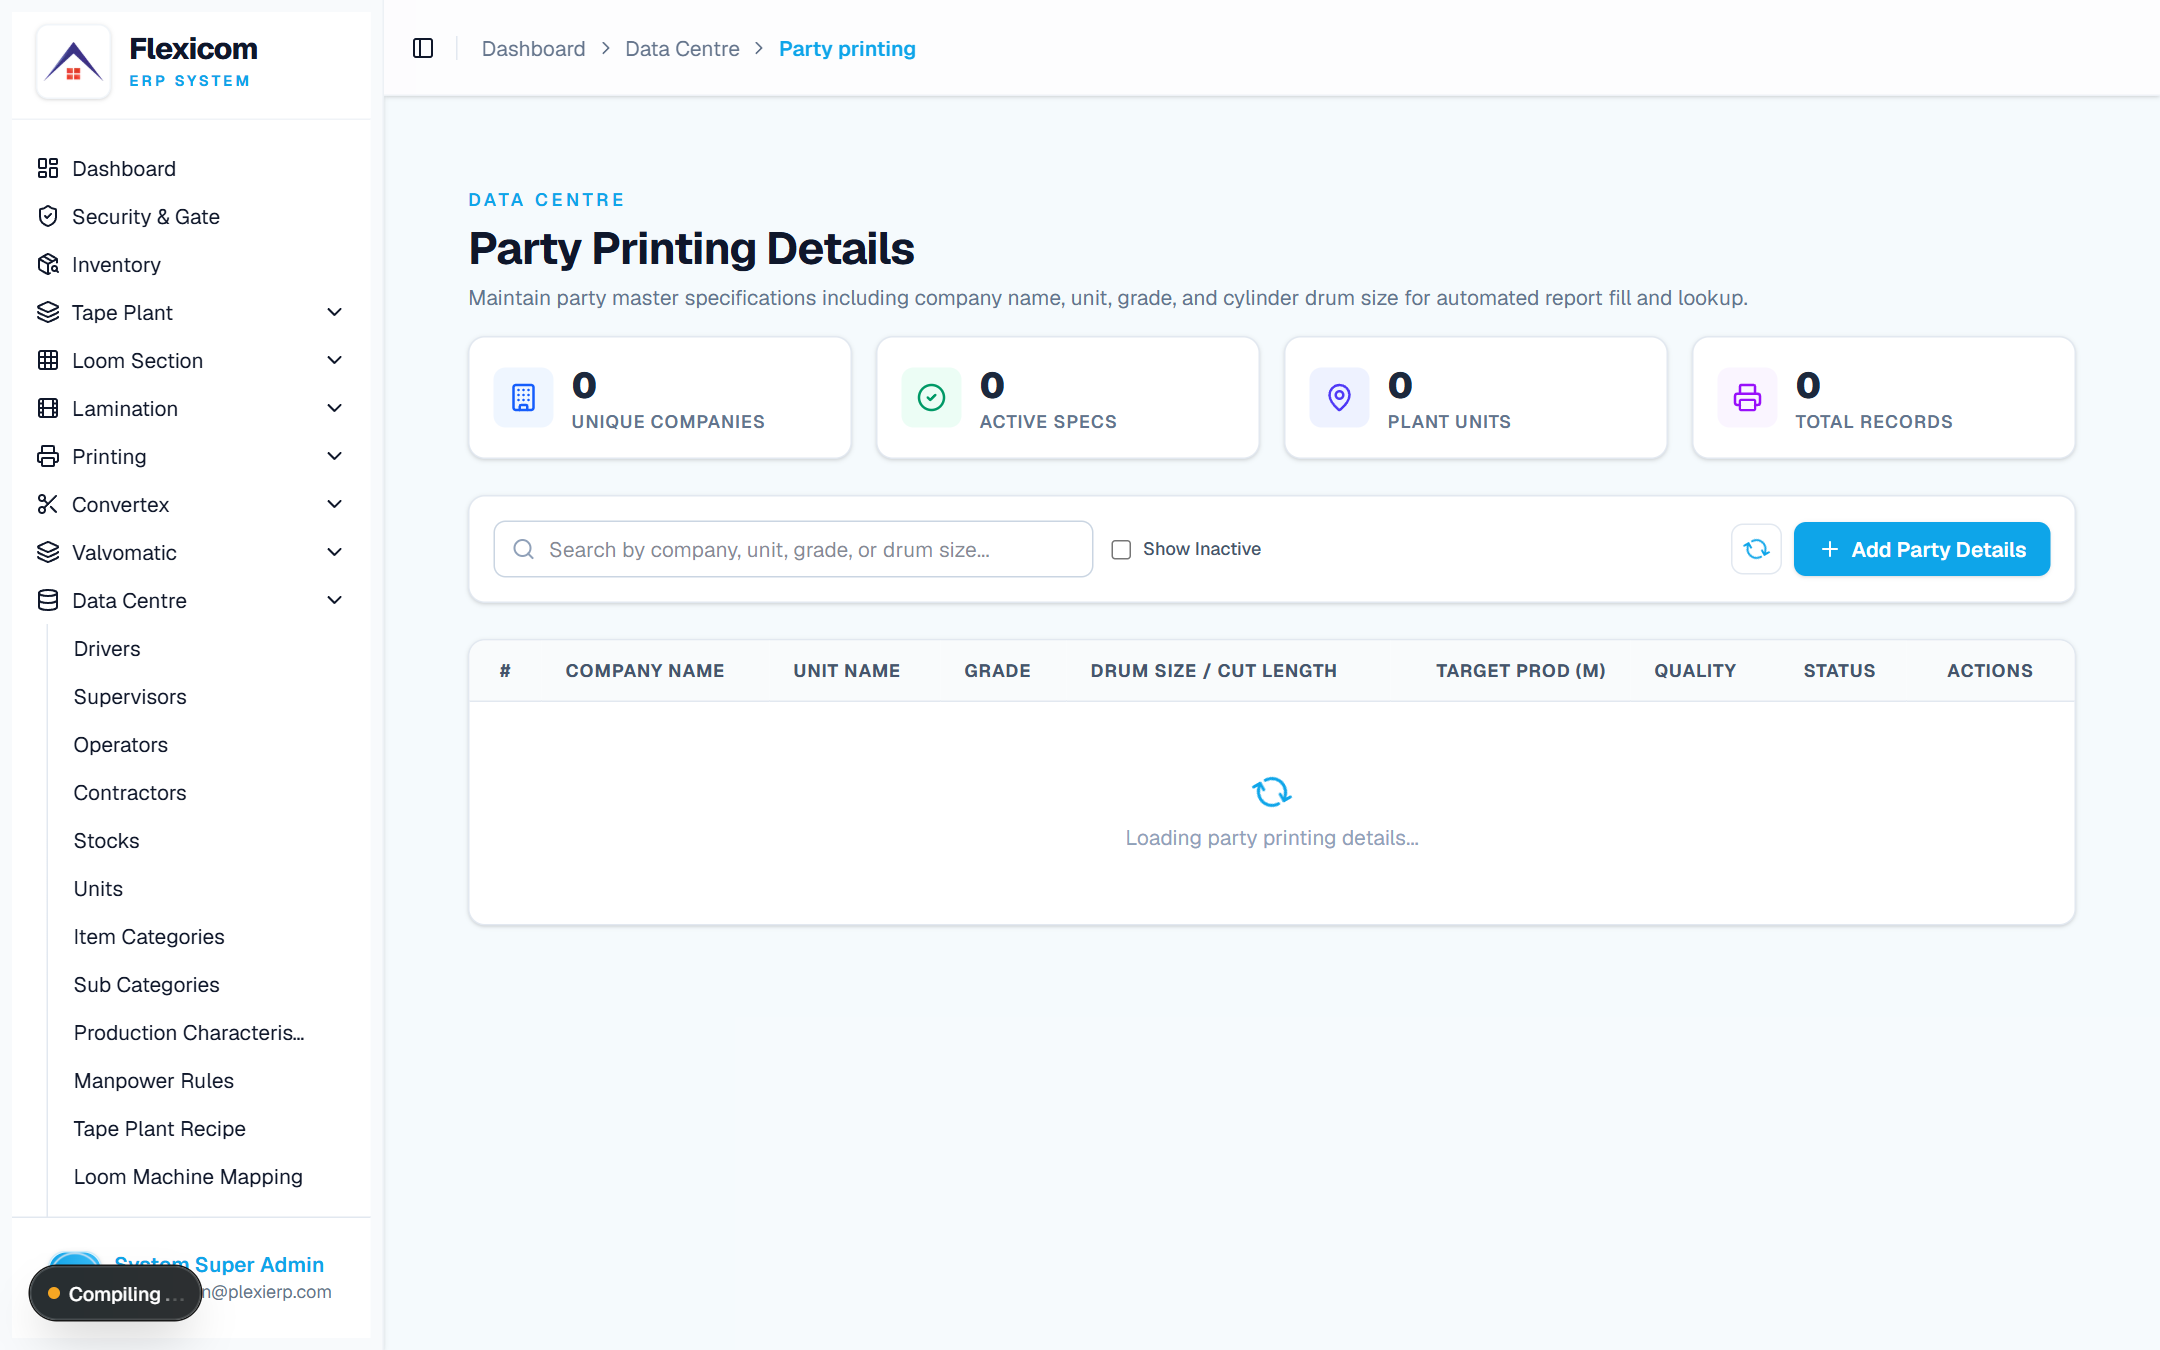 Flexicom
ERP SYSTEM
Dashboard
Security & Gate
Inventory
Tape Plant
Loom Section
Lamination
Printing
Convertex
Valvomatic
Data Centre
Drivers
Supervisors
Operators
Contractors
Stocks
Units
Item Categories
Sub Categories
Production Characteris...
Manpower Rules
Tape Plant Recipe
Loom Machine Mapping
System Super Admin
n@plexierp.com
Compiling ...
Dashboard > Data Centre > Party printing
DATA CENTRE
Party Printing Details
Maintain party master specifications including company name, unit, grade, and cylinder drum size for automated report fill and lookup.
0
UNIQUE COMPANIES
0
ACTIVE SPECS
0
PLANT UNITS
0
TOTAL RECORDS
Search by company, unit, grade, or drum size...
Show Inactive
Add Party Details
# COMPANY NAME UNIT NAME GRADE DRUM SIZE / CUT LENGTH TARGET PROD (M) QUALITY STATUS ACTIONS
Loading party printing details...